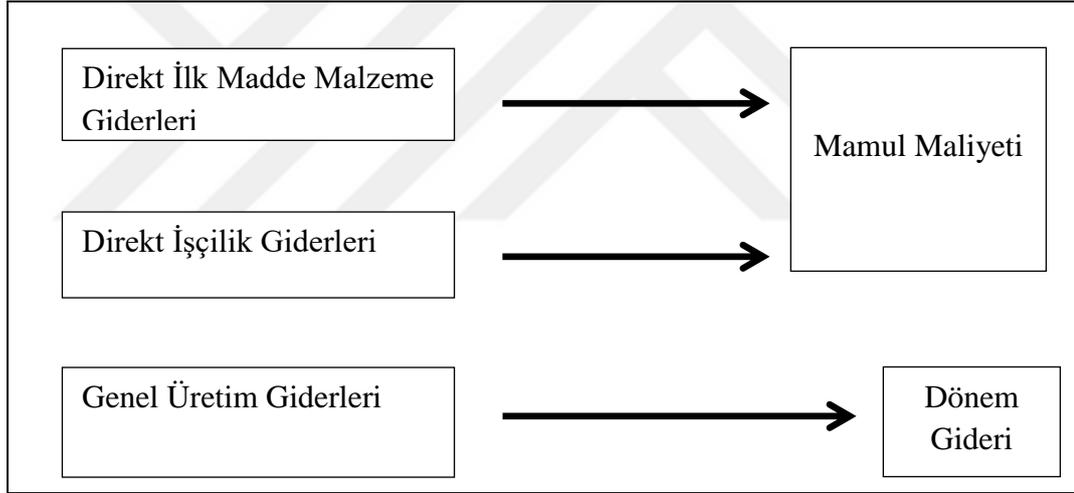 Direkt İlk Madde Malzeme
Giderleri
Mamul Maliyeti
Direkt İşçilik Giderleri
Genel Üretim Giderleri
Dönem
Gideri